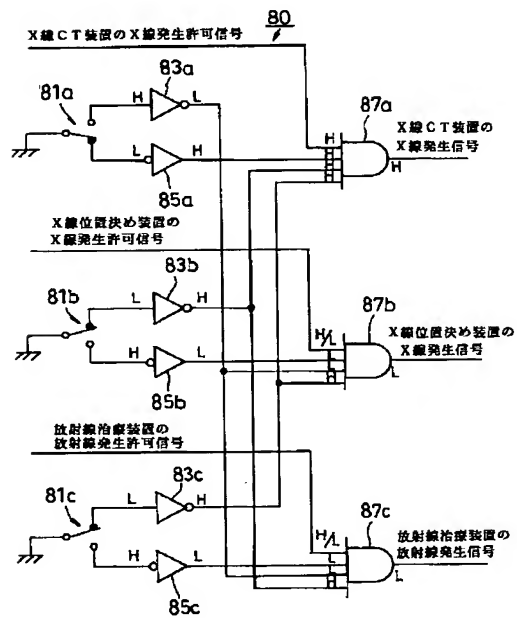 80
X線CT装置のX線発生許可信号
83a
81a
H
L
87a
X線CT装置の
X線発生信号
L
H
85a
H
H
H
H
H
X線位置決め装置の
X線発生許可信号
83b
81b
L
H
87b
X線位置決め装置の
X線発生信号
H
L
85b
H/L
L
L
H
L
放射線治療装置の
放射線発生許可信号
83c
81c
L
H
87c
放射線治療装置の
放射線発生信号
H
L
85c
H/L
L
L
H
L